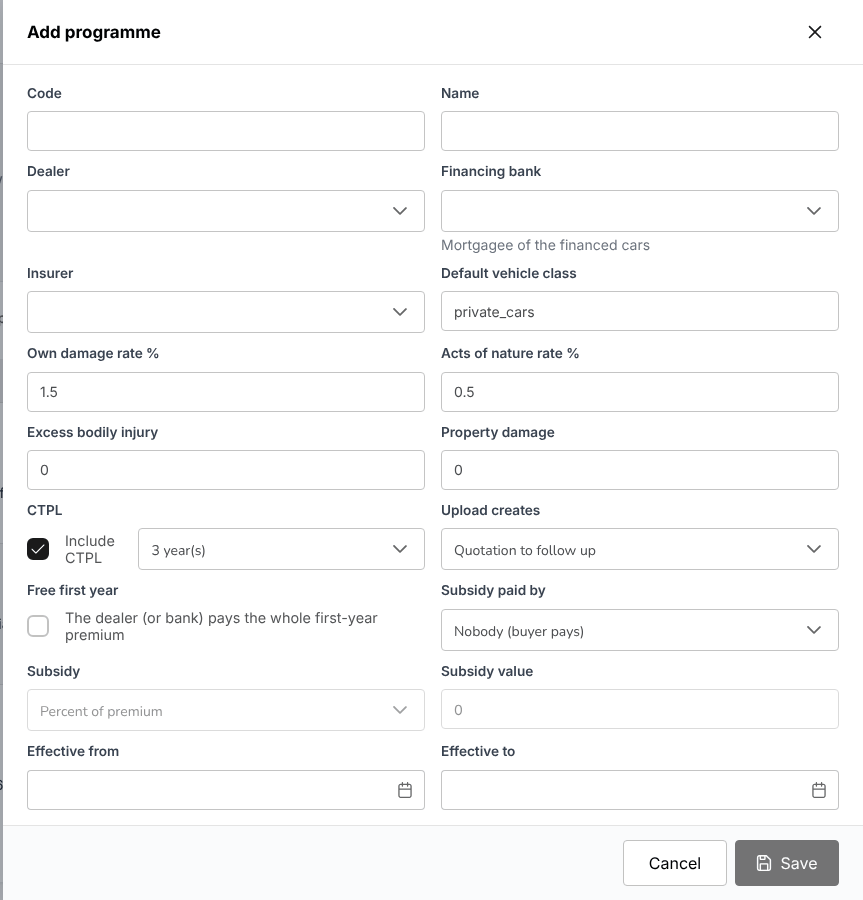 Add programme
Code
Name
Dealer
Financing bank
Mortgagee of the financed cars
Insurer
Default vehicle class
private_cars
Own damage rate %
Acts of nature rate %
1.5
0.5
Excess bodily injury
Property damage
0
0
CTPL
Upload creates
Include
CTPL
3 year(s)
Quotation to follow up
Free first year
Subsidy paid by
The dealer (or bank) pays the whole first-year
premium
Nobody (buyer pays)
Subsidy
Subsidy value
Percent of premium
0
Effective from
Effective to
Cancel
Save